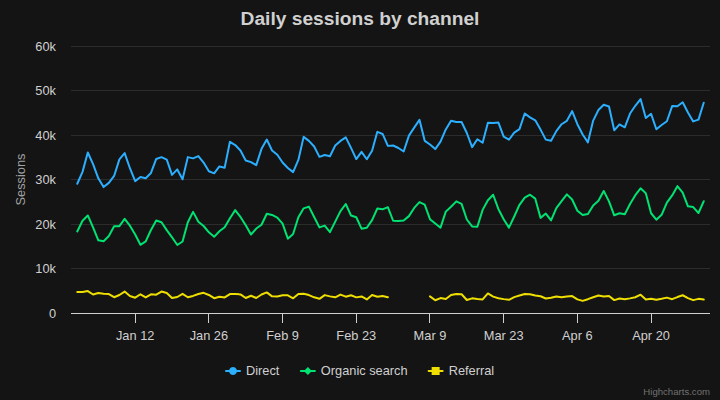 Daily sessions by channel
60k
50k
40k
30k
20k
10k
0
Sessions
Jan 12 Jan 26 Feb 9 Feb 23 Mar 9 Mar 23 Apr 6 Apr 20
Direct Organic search Referral
Highcharts.com